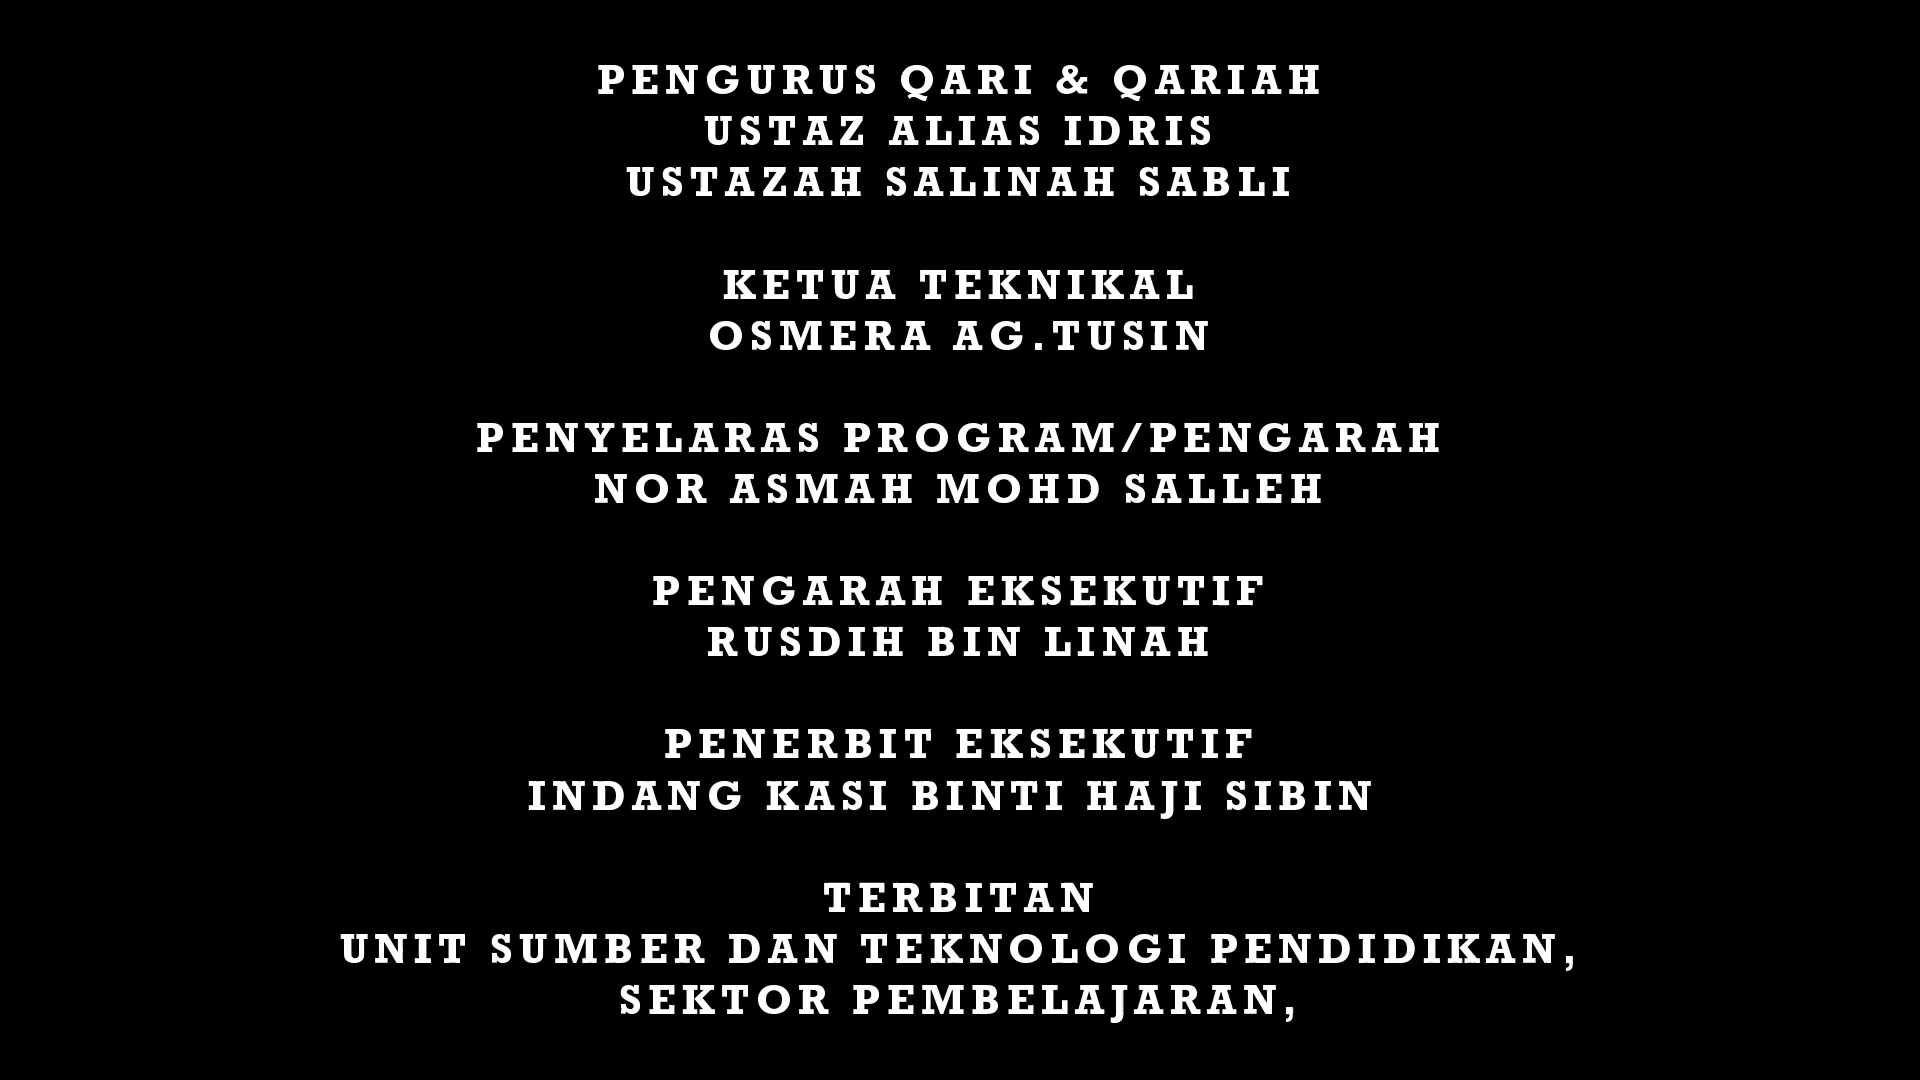 PENGURUS QARI & QARIAH
USTAZ ALIAS IDRIS
USTAZAH SALINAH SABLI
KETUA TEKNIKAL
OSMERA AG.TUSIN
PENYELARAS PROGRAM/PENGARAH
NOR ASMAH MOHD SALLEH
PENGARAH EKSEKUTIF
RUSDIH BIN LINAH
PENERBIT EKSEKUTIF
INDANG KASI BINTI HAJI SIBIN
TERBITAN
UNIT SUMBER DAN TEKNOLOGI PENDIDIKAN,
SEKTOR PEMBELAJARAN,